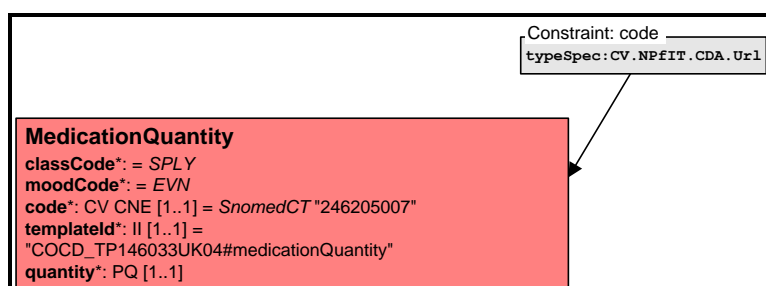 Constraint: code
typeSpec:CV.NPfIT.CDA.Url
MedicationQuantity
classCode*: = SPLY
moodCode*: = EVN
code*: CV CNE [1..1] = SnomedCT "246205007"
templateId*: II [1..1] =
"COCD_TP146033UK04#medicationQuantity"
quantity*: PQ [1..1]